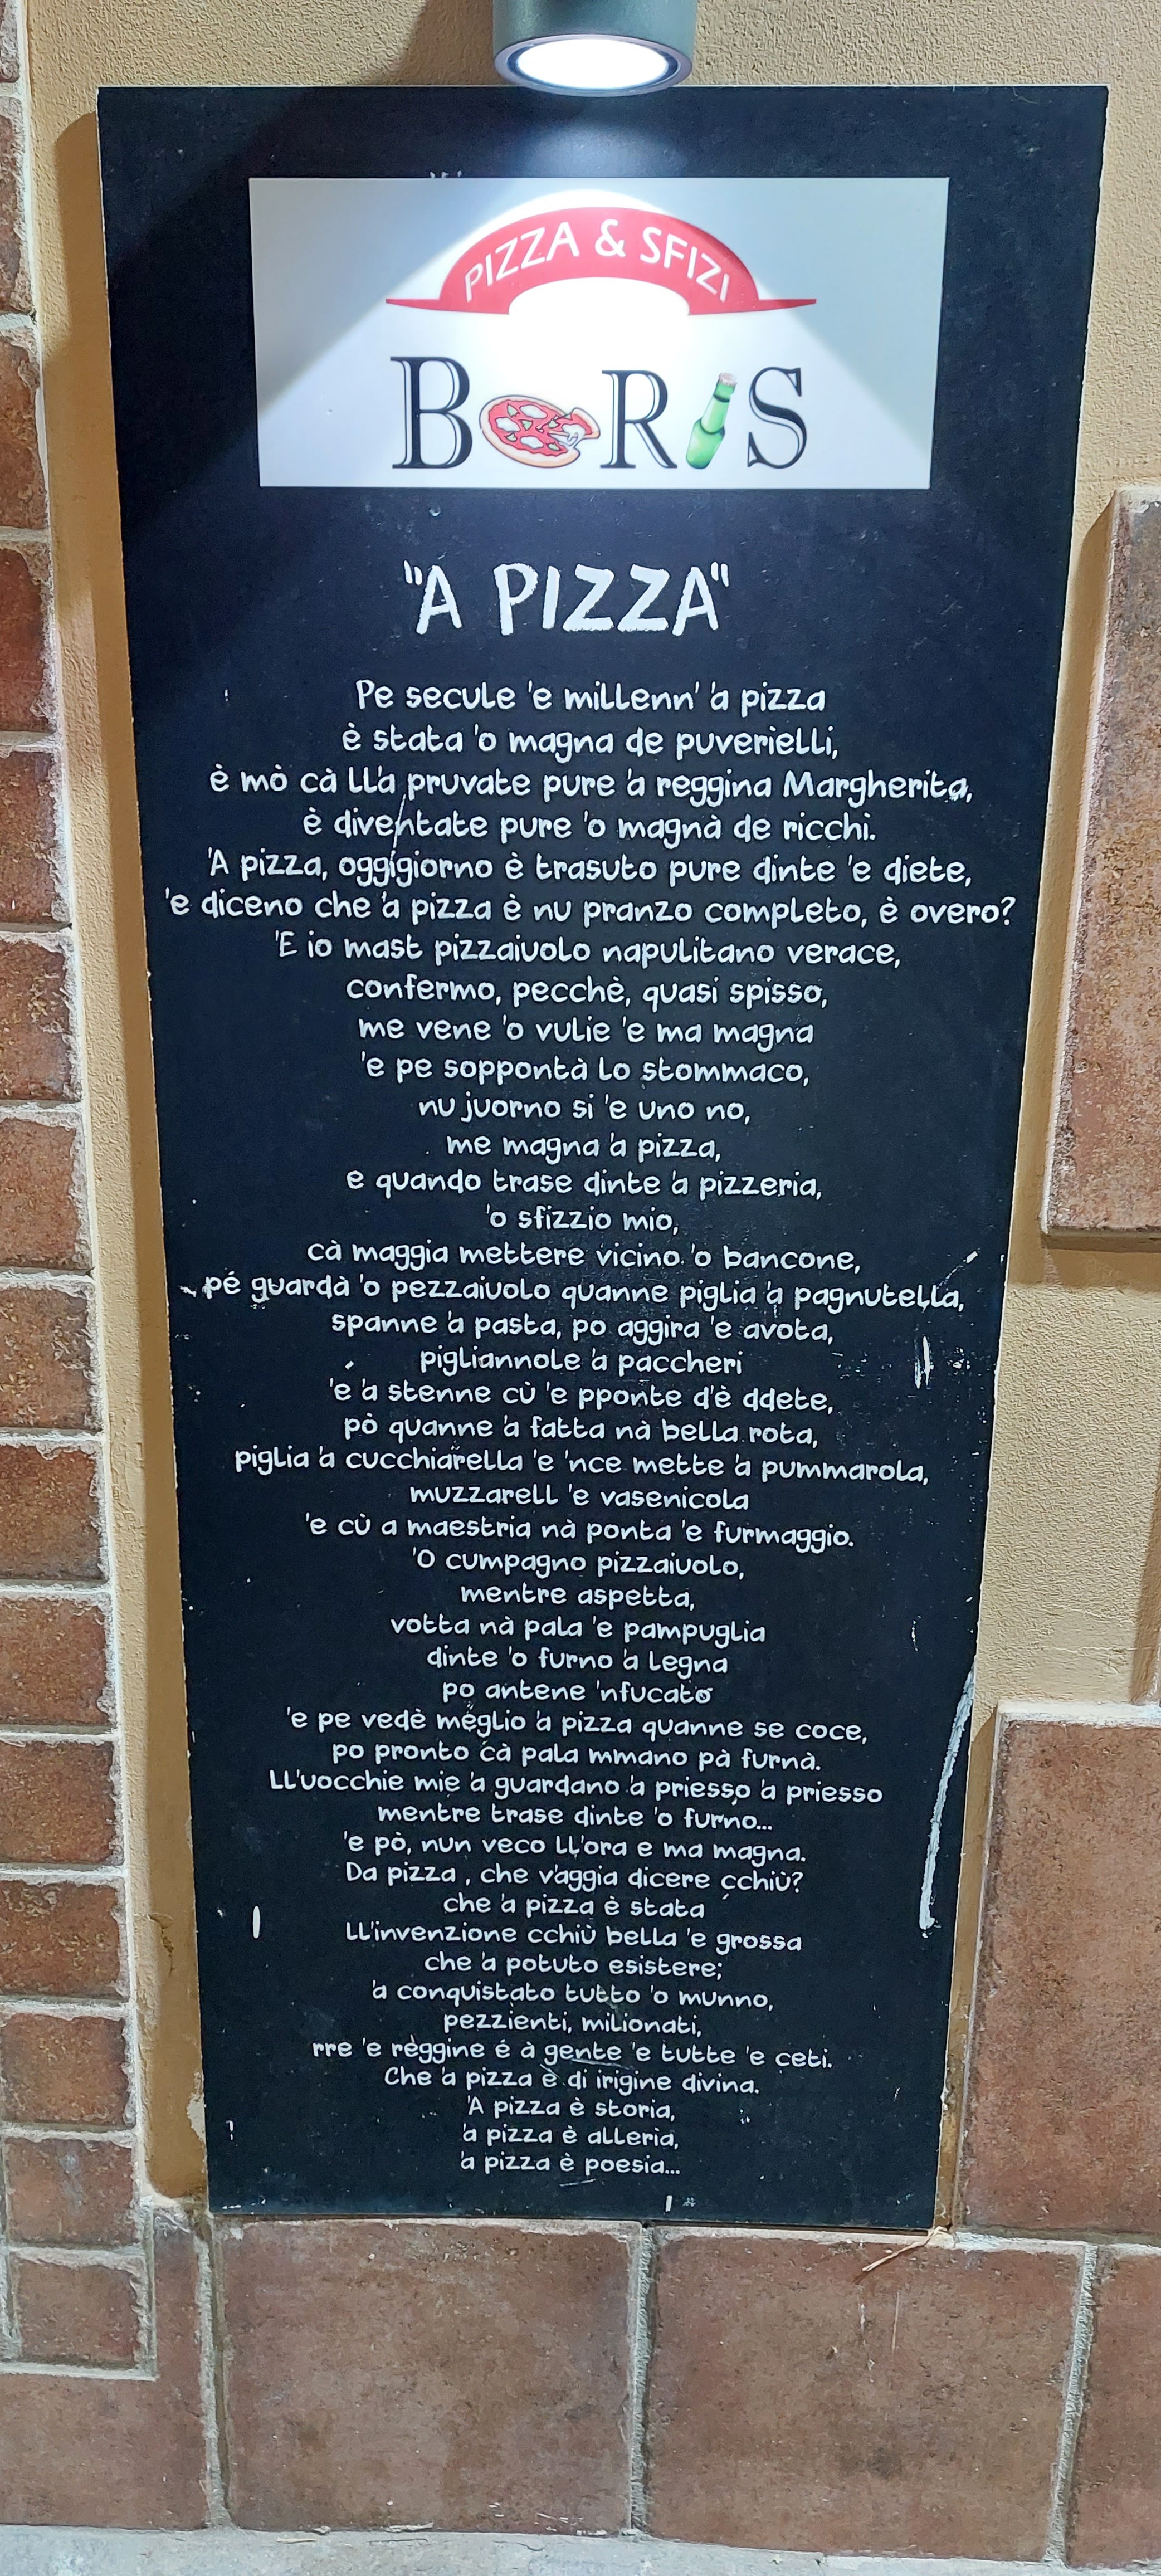 PIZZA & SFIZI
BORIS
"A PIZZA"
Pe secule 'e millenn' 'a pizza
è stata 'o magna de puverielli,
è mò cà LL'a pruvate pure 'a reggina Margherita,
è diventate pure 'o magnà de ricchi.
'A pizza, oggigiorno è trasuto pure dinte 'e diete,
'e diceno che 'a pizza è nu pranzo completo, è overo?
'E io mast pizzaiuolo napulitano verace,
confermo, pecchè, quasi spisso,
me vene 'o vulie 'e ma magna
'e pe soppontà lo stommaco,
nu juorno si 'e uno no,
me magna 'a pizza,
e quando trase dinte 'a pizzeria,
'o sfizzio mio,
cà maggia mettere vicino 'o bancone,
pé guardà 'o pezzaiuolo quanne piglia 'a pagnutella,
spanne 'a pasta, po aggira 'e avota,
pigliannole 'a paccheri
'e 'a stenne cù 'e pponte d'è ddete,
pò quanne 'a fatta nà bella rota,
piglia 'a cucchiarella 'e 'nce mette 'a pummarola,
muzzarell 'e vasenicola
'e cù a maestria nà ponta 'e furmaggio.
'O cumpagno pizzaiuolo,
mentre aspetta,
votta nà pala 'e pampuglia
dinte 'o furno 'a legna
po antene 'nfucato
'e pe vedè meglio 'a pizza quanne se coce,
po pronto cà pala mmano pà furnà.
LL'uocchie mie 'a guardano 'a priesso 'a priesso
mentre trase dinte 'o furno...
'e pò, nun veco LL'ora e ma magna.
Da pizza , che v'aggia dicere cchiù?
che 'a pizza è stata
LL'invenzione cchiù bella 'e grossa
che 'a potuto esistere;
'a conquistato tutto 'o munno,
pezzienti, milionati,
rre 'e reggine é à gente 'e tutte 'e ceti.
Che 'a pizza è di irigine divina.
'A pizza è storia,
'a pizza è alleria,
'a pizza è poesia...